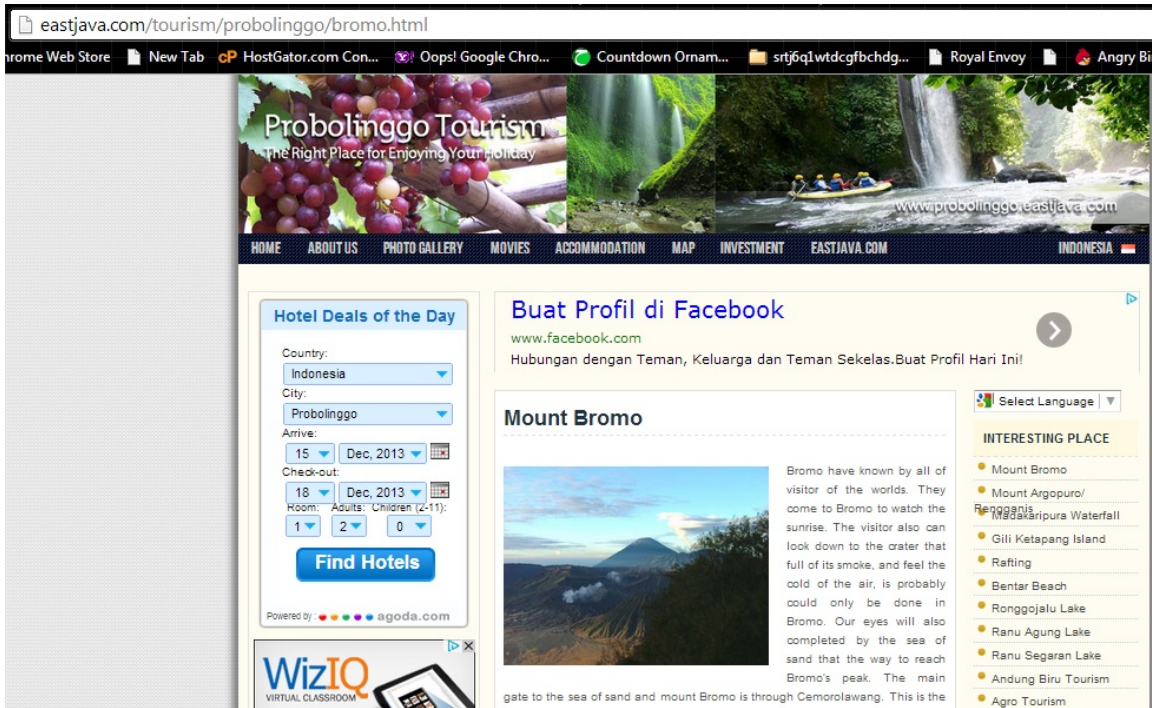 eastjava.com/tourism/probolinggo/bromo.html
hrome Web Store New Tab cP HostGator.com Con... Oops! Google Chro... Countdown Ornam... srtj6q1wtdcgfbchdg... Royal Envoy Angry Bi
Probolinggo Tourism
The Right Place for Enjoying Your Holiday
www.probolinggo.eastjava.com
HOME ABOUT US PHOTO GALLERY MOVIES ACCOMMODATION MAP INVESTMENT EASTJAVA.COM INDONESIA
Hotel Deals of the Day
Country:
Indonesia
City:
Probolinggo
Arrive:
15 Dec, 2013
Check-out:
18 Dec, 2013
Room: Adults: Children (2-11):
1 2 0
Find Hotels
Powered by: agoda.com
WizIQ
VIRTUAL CLASSROOM
Buat Profil di Facebook
www.facebook.com
Hubungan dengan Teman, Keluarga dan Teman Sekelas.Buat Profil Hari Ini!
Mount Bromo
Bromo have known by all of
visitor of the worlds. They
come to Bromo to watch the
sunrise. The visitor also can
look down to the crater that
full of its smoke, and feel the
cold of the air, is probably
could only be done in
Bromo. Our eyes will also
completed by the sea of
sand that the way to reach
Bromo's peak. The main
gate to the sea of sand and mount Bromo is through Cemorolawang. This is the
Select Language
INTERESTING PLACE
Mount Bromo
Mount Argopuro/
Rengganis
Madakaripura Waterfall
Gili Ketapang Island
Rafting
Bentar Beach
Ronggojalu Lake
Ranu Agung Lake
Ranu Segaran Lake
Andung Biru Tourism
Agro Tourism